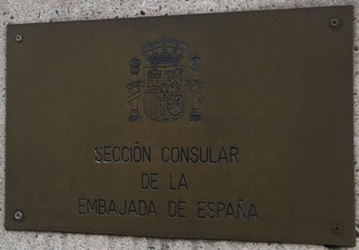 SECCIÓN CONSULAR
DE LA
EMBAJADA DE ESPAÑA